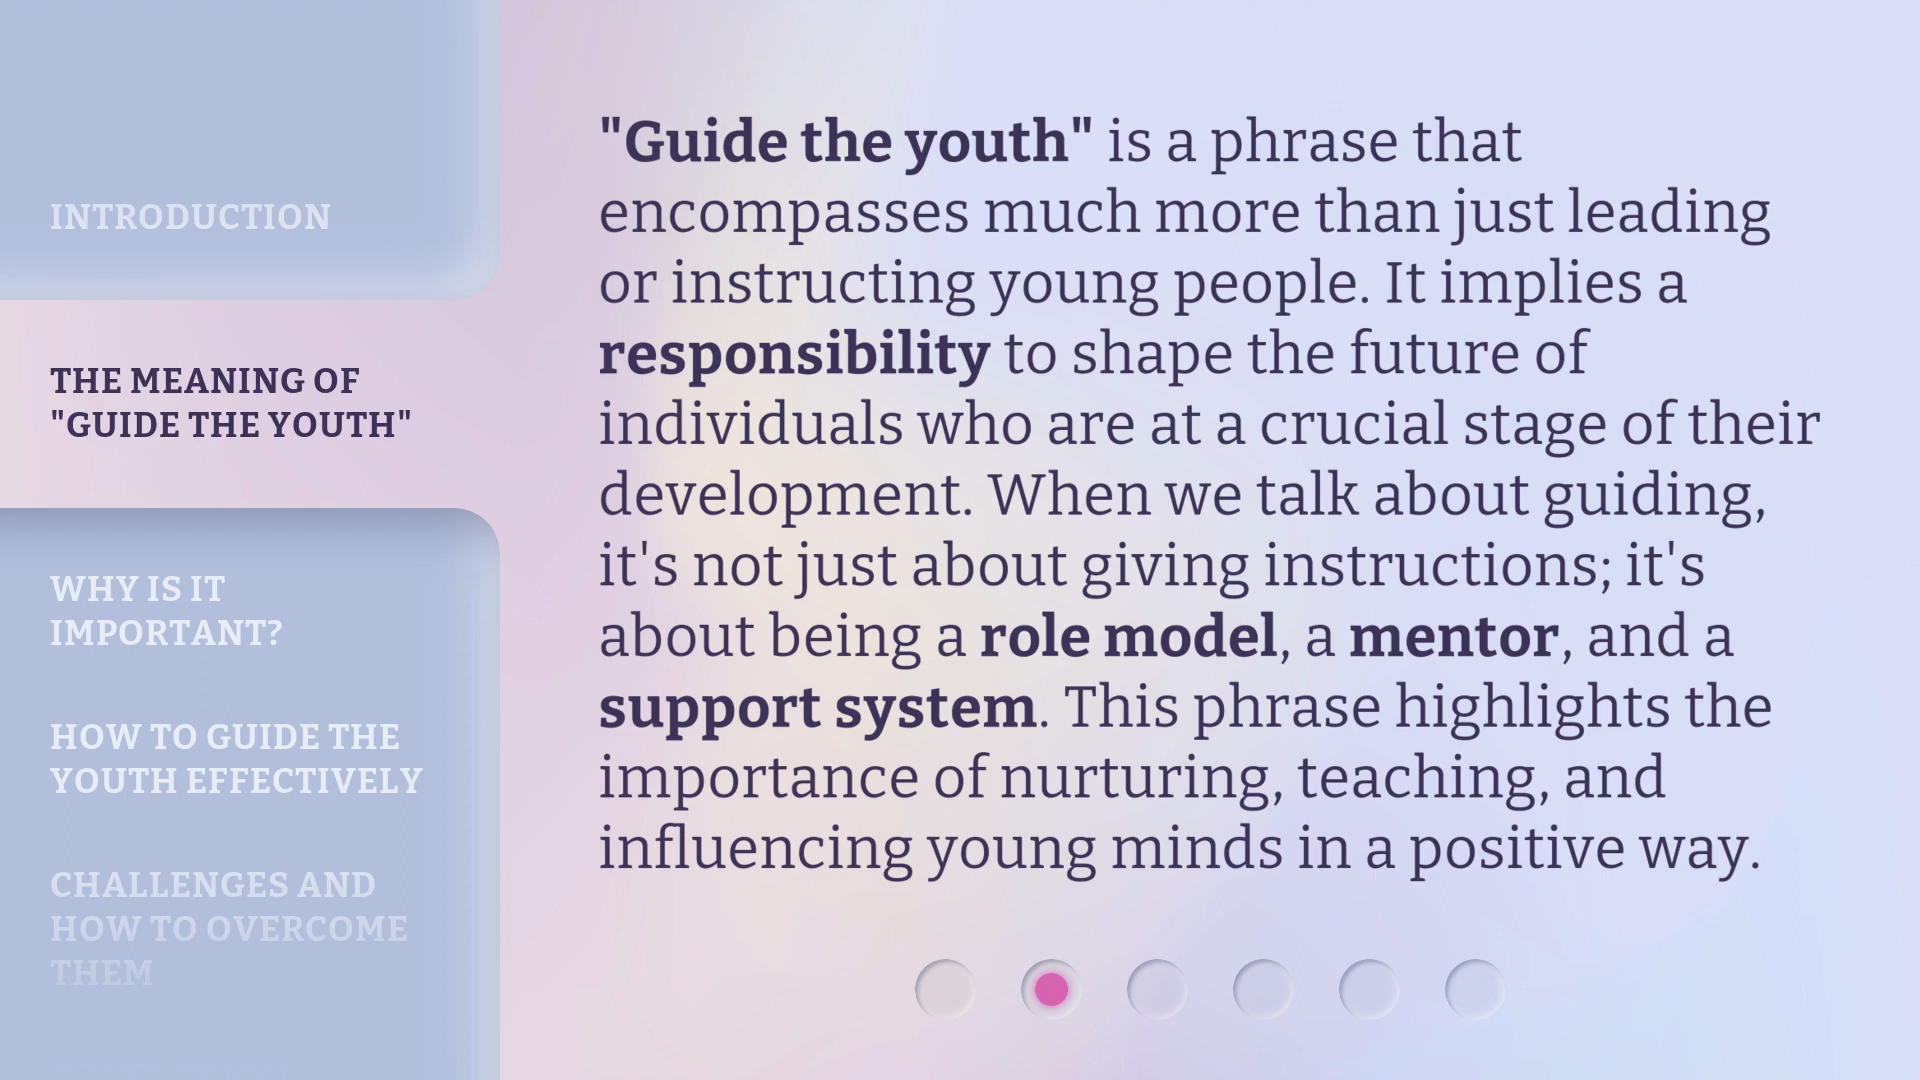 INTRODUCTION
THE MEANING OF
"GUIDE THE YOUTH"
WHY IS IT
IMPORTANT?
HOW TO GUIDE THE
YOUTH EFFECTIVELY
CHALLENGES AND
HOW TO OVERCOME
THEM
"Guide the youth" is a phrase that
encompasses much more than just leading
or instructing young people. It implies a
responsibility to shape the future of
individuals who are at a crucial stage of their
development. When we talk about guiding,
it's not just about giving instructions; it's
about being a role model, a mentor, and a
support system. This phrase highlights the
importance of nurturing, teaching, and
influencing young minds in a positive way.